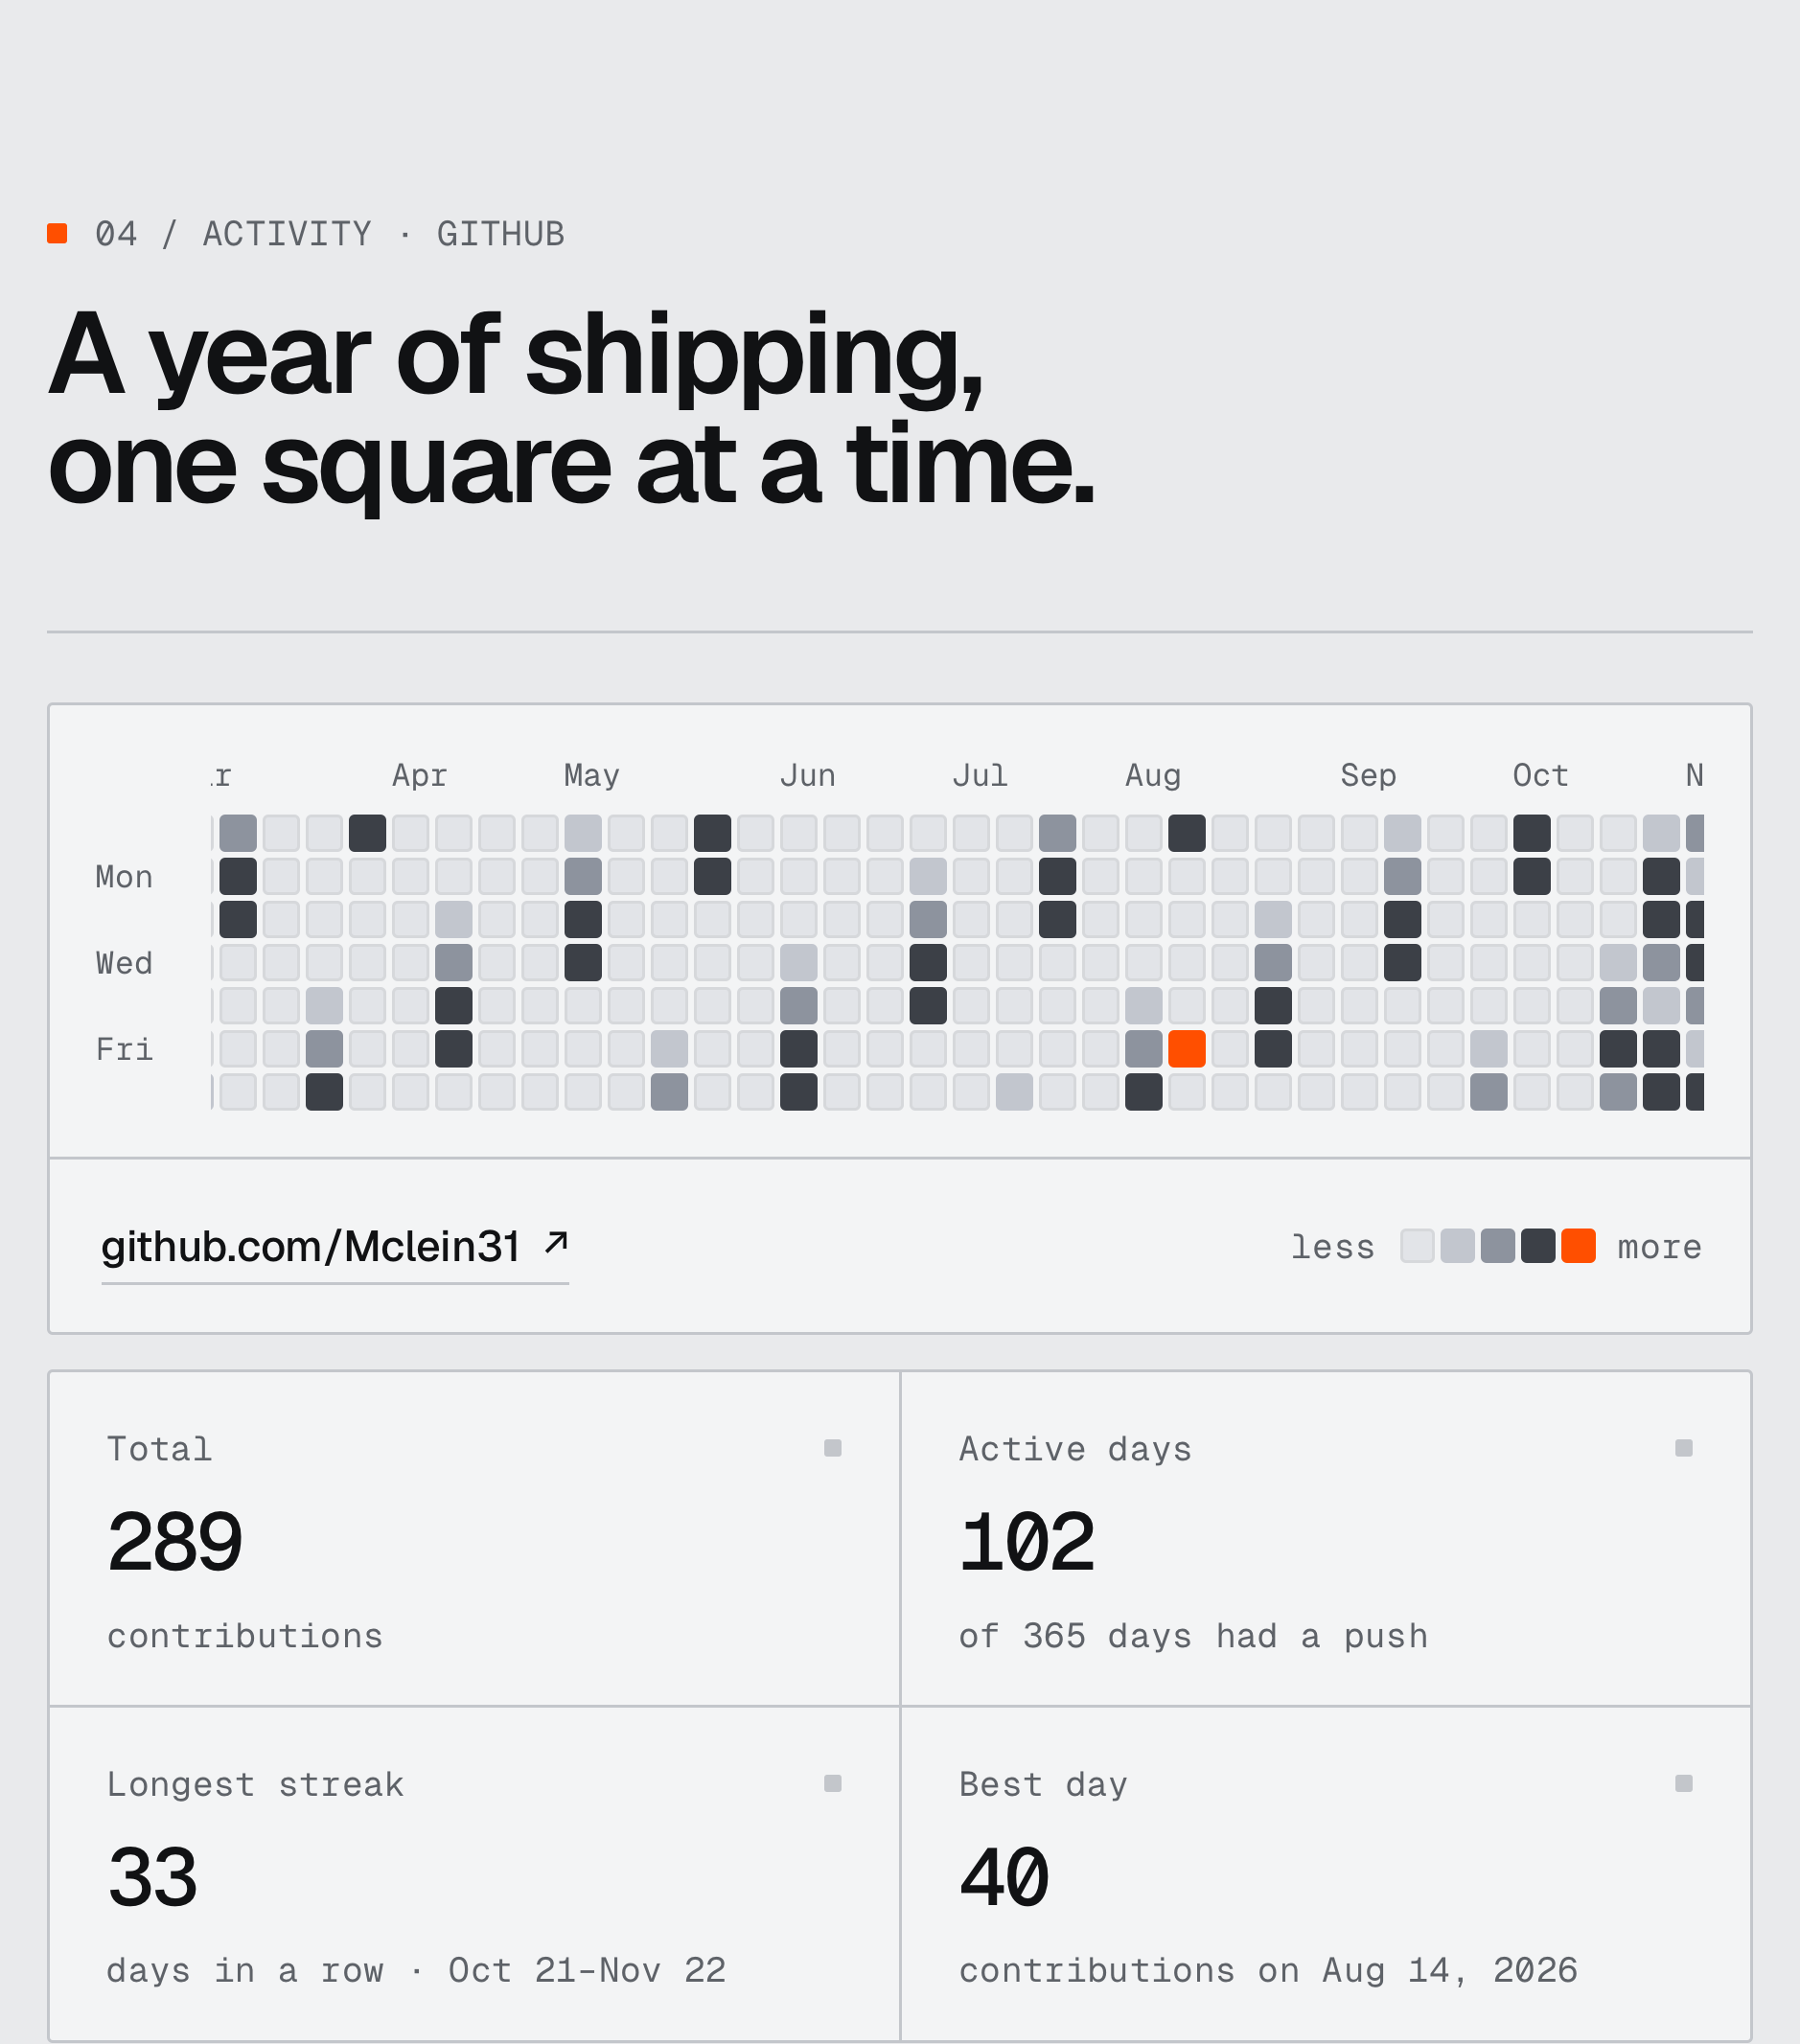 04 / ACTIVITY · GITHUB
A year of shipping,
one square at a time.
r Apr May Jun Jul Aug Sep Oct N
Mon
Wed
Fri
github.com/Mclein31 ↗
less more
Total
289
contributions
Active days
102
of 365 days had a push
Longest streak
33
days in a row · Oct 21–Nov 22
Best day
40
contributions on Aug 14, 2026